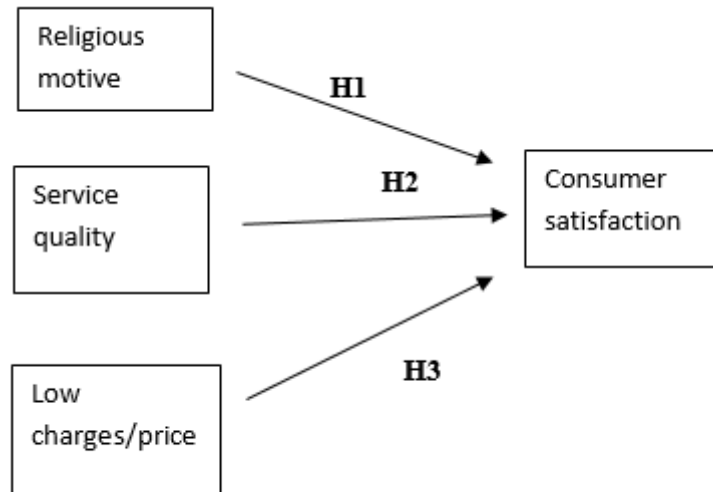 Religious
motive
H1
Service
quality
H2
Consumer
satisfaction
Low
charges/price
H3